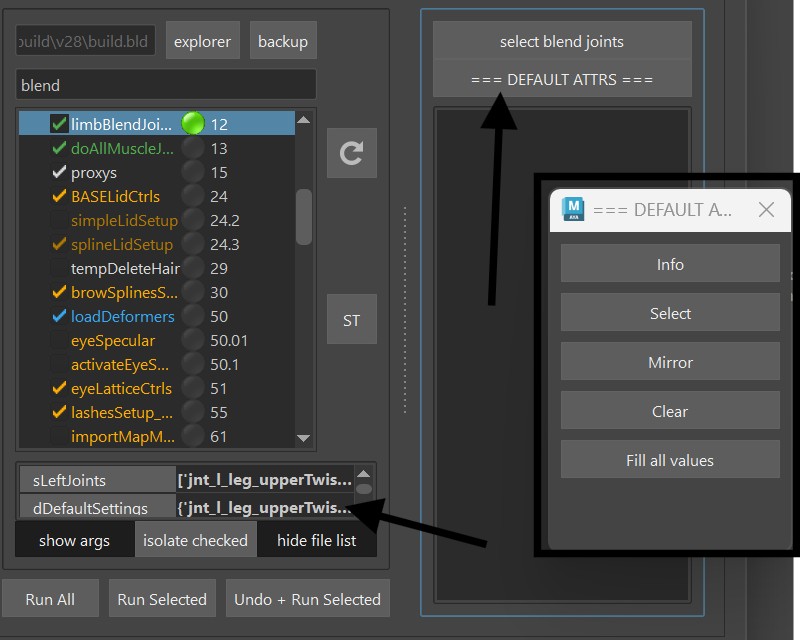 build\v28\build.bld
explorer
backup
blend
limbBlendJoi... 12
doAllMuscleJ... 13
proxys 15
BASELidCtrls 24
simpleLidSetup 24.2
splineLidSetup 24.3
tempDeleteHair 29
browSplinesS... 30
loadDeformers 50
eyeSpecular 50.01
activateEyeS... 50.1
eyeLatticeCtrls 51
lashesSetup_... 55
importMapM... 61
ST
sLeftJoints ['jnt_l_leg_upperTwis...
dDefaultSettings {'jnt_l_leg_upperTwis...
show args
isolate checked
hide file list
Run All
Run Selected
Undo + Run Selected
select blend joints
=== DEFAULT ATTRS ===
M
=== DEFAULT A...
Info
Select
Mirror
Clear
Fill all values